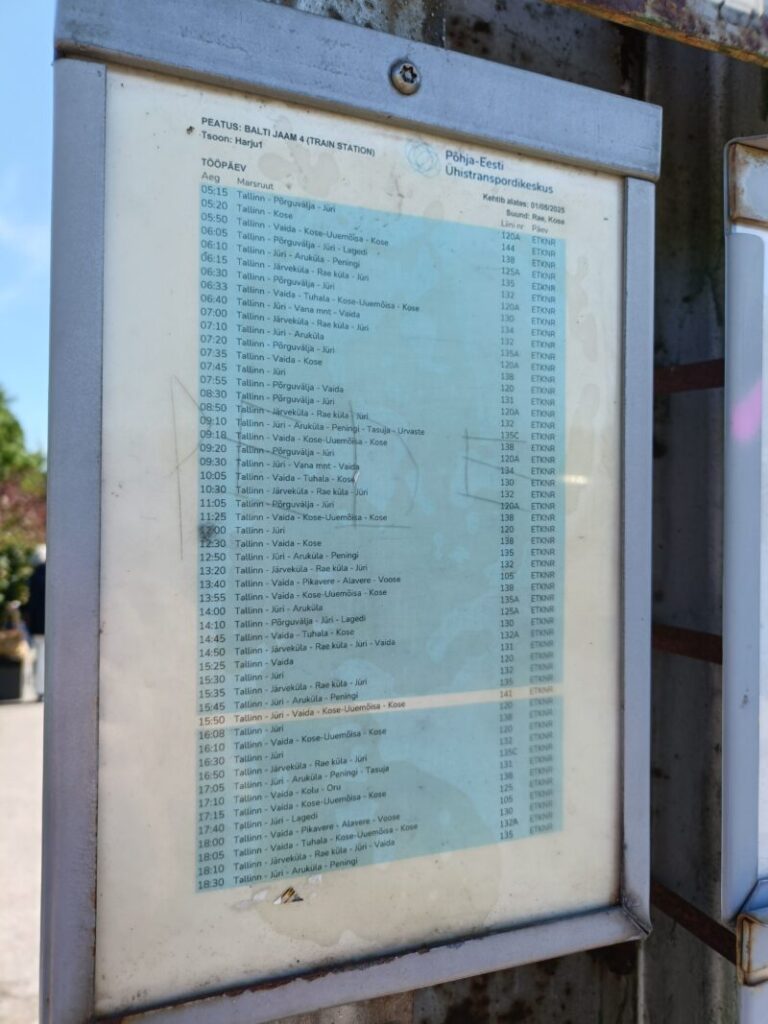 PEATUS: BALTI JAAM 4 (TRAIN STATION)
Tsoon: Harju1
Põhja-Eesti
Ühistranspordikeskus
Kehtib alates: 01/05/2025
Suund: Rae, Kose
TÖÖPÄEV
Aeg Marsruut Liini nr Päev
05:15 Tallinn - Põrguvälja - Jüri 120A ETKNR
05:20 Tallinn - Kose 144 ETKNR
05:50 Tallinn - Vaida - Kose-Uuemõisa - Kose 138 ETKNR
06:05 Tallinn - Põrguvälja - Jüri - Lagedi 125A ETKNR
06:10 Tallinn - Jüri - Aruküla - Peningi 135 ETKNR
06:15 Tallinn - Järveküla - Rae küla - Jüri 132 ETKNR
06:30 Tallinn - Põrguvälja - Jüri 120A ETKNR
06:33 Tallinn - Vaida - Tuhala - Kose-Uuemõisa - Kose 130 ETKNR
06:40 Tallinn - Jüri - Vana mnt - Vaida 134 ETKNR
07:00 Tallinn - Järveküla - Rae küla - Jüri 132 ETKNR
07:10 Tallinn - Jüri - Aruküla 135A ETKNR
07:20 Tallinn - Põrguvälja - Jüri 120A ETKNR
07:35 Tallinn - Vaida - Kose 138 ETKNR
07:45 Tallinn - Jüri 120 ETKNR
07:55 Tallinn - Põrguvälja - Vaida 131 ETKNR
08:30 Tallinn - Põrguvälja - Jüri 120A ETKNR
08:50 Tallinn - Järveküla - Rae küla - Jüri 132 ETKNR
09:10 Tallinn - Jüri - Aruküla - Peningi - Tasuja - Urvaste 135C ETKNR
09:18 Tallinn - Vaida - Kose-Uuemõisa - Kose 138 ETKNR
09:20 Tallinn - Põrguvälja - Jüri 120A ETKNR
09:30 Tallinn - Jüri - Vana mnt - Vaida 134 ETKNR
10:05 Tallinn - Vaida - Tuhala - Kose 130 ETKNR
10:30 Tallinn - Järveküla - Rae küla - Jüri 132 ETKNR
11:05 Tallinn - Põrguvälja - Jüri 120A ETKNR
11:25 Tallinn - Vaida - Kose-Uuemõisa - Kose 138 ETKNR
12:00 Tallinn - Jüri 120 ETKNR
12:30 Tallinn - Vaida - Kose 138 ETKNR
12:50 Tallinn - Jüri - Aruküla - Peningi 135 ETKNR
13:20 Tallinn - Järveküla - Rae küla - Jüri 132 ETKNR
13:40 Tallinn - Vaida - Pikavere - Alavere - Voose 105 ETKNR
13:55 Tallinn - Vaida - Kose-Uuemõisa - Kose 138 ETKNR
14:00 Tallinn - Jüri - Aruküla 135A ETKNR
14:10 Tallinn - Põrguvälja - Jüri - Lagedi 125A ETKNR
14:45 Tallinn - Vaida - Tuhala - Kose 130 ETKNR
14:50 Tallinn - Järveküla - Rae küla - Jüri - Vaida 132A ETKNR
15:25 Tallinn - Vaida 131 ETKNR
15:30 Tallinn - Jüri 120 ETKNR
15:35 Tallinn - Järveküla - Rae küla - Jüri 132 ETKNR
15:45 Tallinn - Jüri - Aruküla - Peningi 135 ETKNR
15:50 Tallinn - Jüri - Vaida - Kose-Uuemõisa - Kose 141 ETKNR
16:08 Tallinn - Jüri 120 ETKNR
16:10 Tallinn - Vaida - Kose-Uuemõisa - Kose 138 ETKNR
16:30 Tallinn - Jüri 120 ETKNR
16:50 Tallinn - Järveküla - Rae küla - Jüri 132 ETKNR
17:05 Tallinn - Jüri - Aruküla - Peningi - Tasuja 135C ETKNR
17:10 Tallinn - Vaida - Kolu - Oru 131 ETKNR
17:15 Tallinn - Vaida - Kose-Uuemõisa - Kose 138 ETKNR
17:40 Tallinn - Jüri - Lagedi 125 ETKNR
18:00 Tallinn - Vaida - Pikavere - Alavere - Voose 105 ETKNR
18:05 Tallinn - Vaida - Tuhala - Kose-Uuemõisa - Kose 130 ETKNR
18:10 Tallinn - Järveküla - Rae küla - Jüri - Vaida 132A ETKNR
18:30 Tallinn - Jüri - Aruküla - Peningi 135 ETKNR